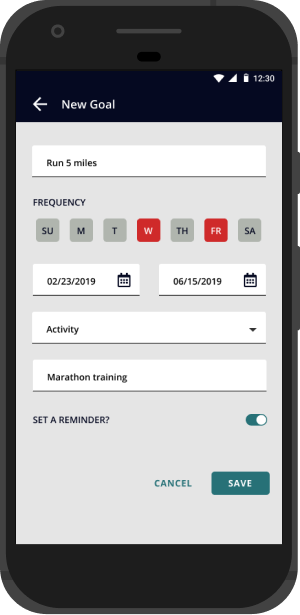 12:30
New Goal
Run 5 miles
FREQUENCY
SU M T W TH FR SA
02/23/2019 06/15/2019
Activity
Marathon training
SET A REMINDER?
CANCEL SAVE